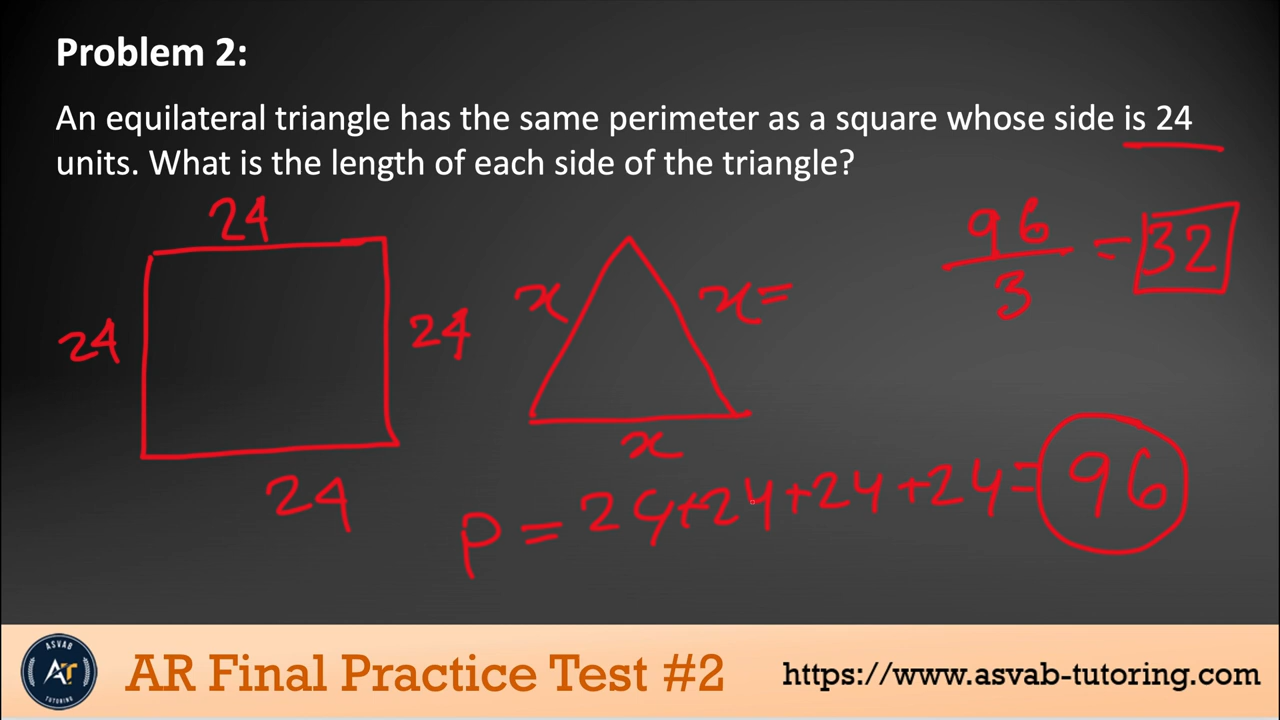 Problem 2:
An equilateral triangle has the same perimeter as a square whose side is 24
units. What is the length of each side of the triangle?
24
24
24
24
x
x=
x
96
3
= 32
P = 24+24+24+24= 96
ASVAB
AT
TUTORING
AR Final Practice Test #2
https://www.asvab-tutoring.com